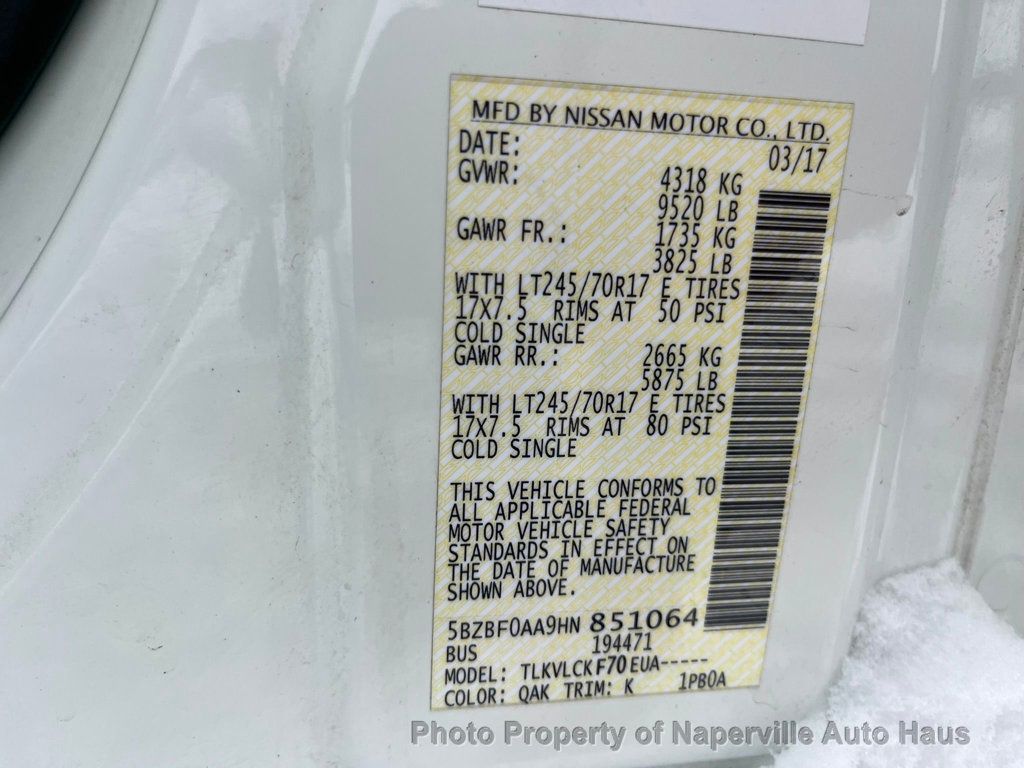 MFD BY NISSAN MOTOR CO., LTD.
DATE: 03/17
GVWR: 4318 KG
9520 LB
GAWR FR.: 1735 KG
3825 LB
WITH LT245/70R17 E TIRES
17X7.5 RIMS AT 50 PSI
COLD SINGLE
GAWR RR.: 2665 KG
5875 LB
WITH LT245/70R17 E TIRES
17X7.5 RIMS AT 80 PSI
COLD SINGLE
THIS VEHICLE CONFORMS TO
ALL APPLICABLE FEDERAL
MOTOR VEHICLE SAFETY
STANDARDS IN EFFECT ON
THE DATE OF MANUFACTURE
SHOWN ABOVE.
5BZBF0AA9HN 851064
BUS 194471
MODEL: TLKVLCK F70 EUA-----
COLOR: QAK TRIM: K 1PB0A
Photo Property of Naperville Auto Haus